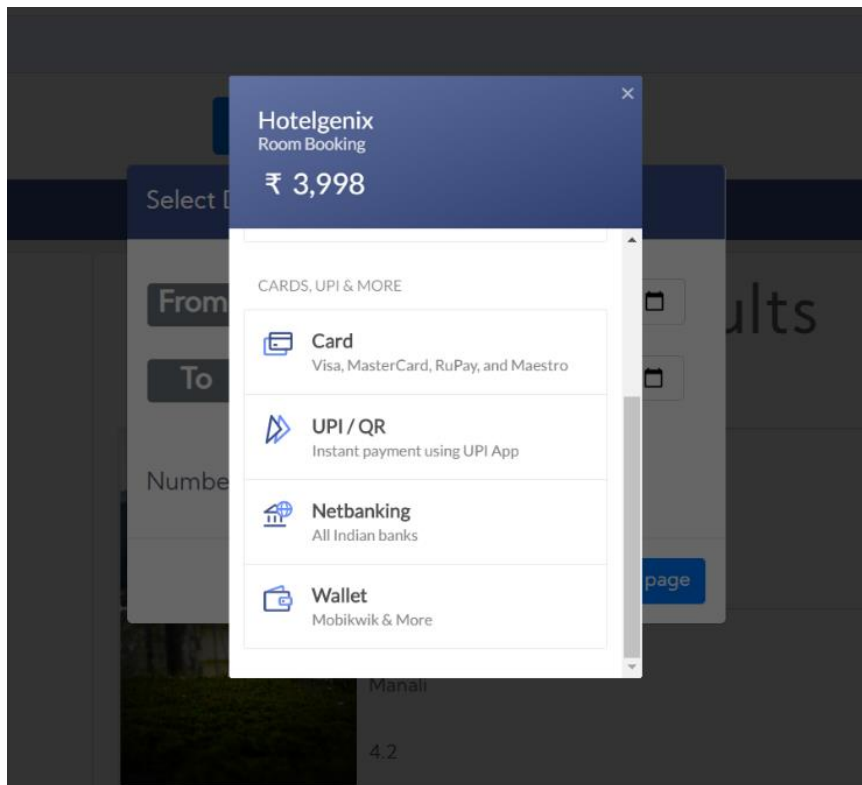 Hotelgenix
Room Booking
₹ 3,998
Select
CARDS, UPI & MORE
From
ults
Card
Visa, MasterCard, RuPay, and Maestro
To
UPI / QR
Instant payment using UPI App
Numbe
Netbanking
All Indian banks
page
Wallet
Mobikwik & More
Manali
4.2